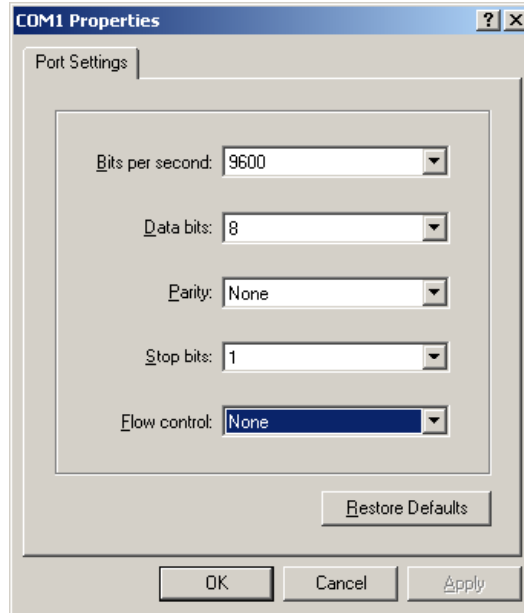 COM1 Properties
Port Settings
Bits per second: 9600
Data bits: 8
Parity: None
Stop bits: 1
Flow control: None
Restore Defaults
OK Cancel Apply